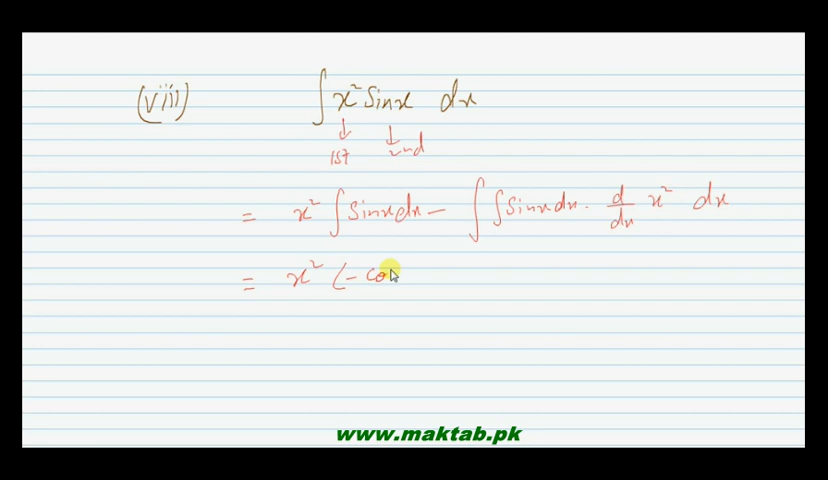 (viii) ∫ x² Sinx dx
1st 2nd
= x² ∫ Sinx dx − ∫ ∫ Sinx dx · d/dx x² dx
= x² (− co
www.maktab.pk